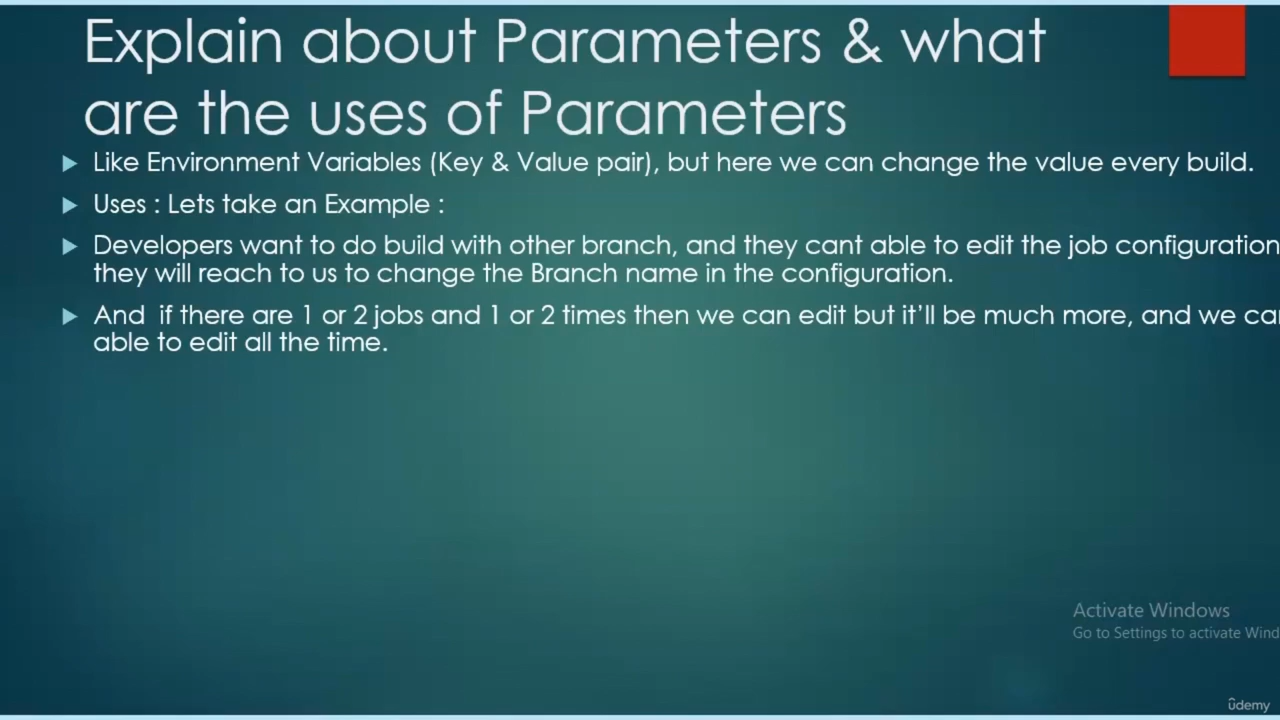 Explain about Parameters & what
are the uses of Parameters
Like Environment Variables (Key & Value pair), but here we can change the value every build.
Uses : Lets take an Example :
Developers want to do build with other branch, and they cant able to edit the job configuration
they will reach to us to change the Branch name in the configuration.
And if there are 1 or 2 jobs and 1 or 2 times then we can edit but it'll be much more, and we
able to edit all the time.
Activate Windows
Go to Settings to activate
ûdemy